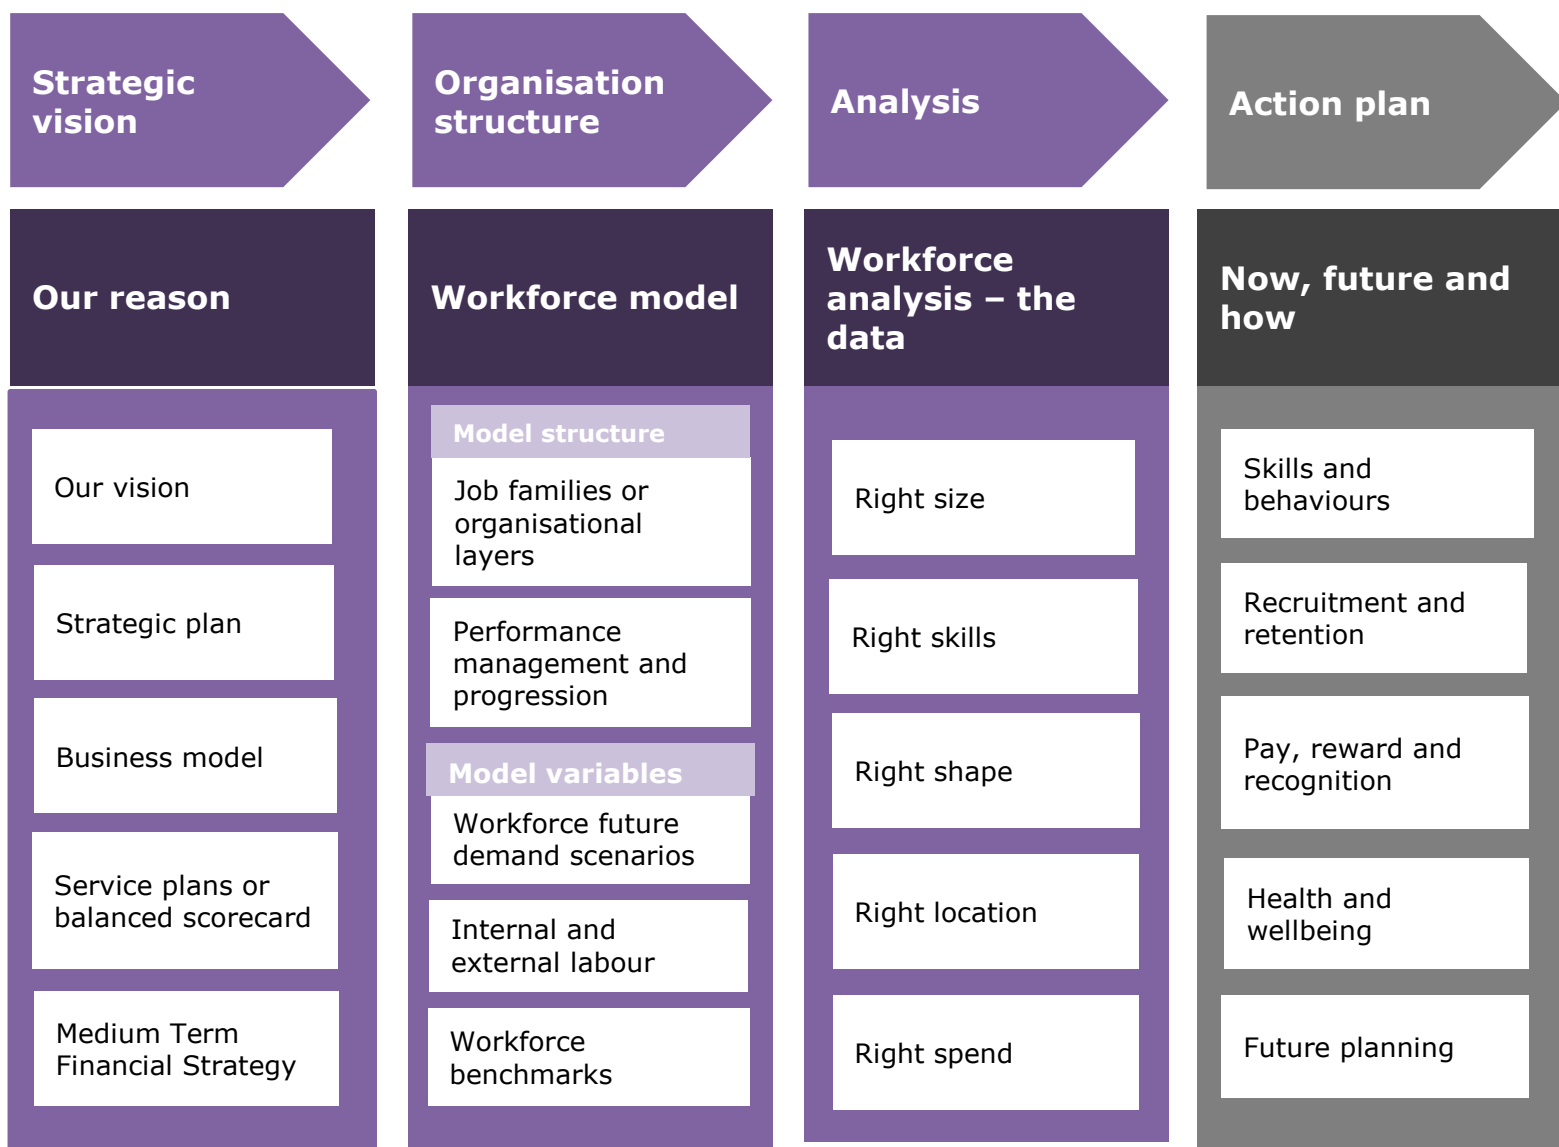 Strategic
vision
Organisation
structure
Analysis
Action plan
Our reason
Workforce model
Workforce
analysis – the
data
Now, future and
how
Our vision
Strategic plan
Business model
Service plans or
balanced scorecard
Medium Term
Financial Strategy
Model structure
Job families or
organisational
layers
Performance
management and
progression
Model variables
Workforce future
demand scenarios
Internal and
external labour
Workforce
benchmarks
Right size
Right skills
Right shape
Right location
Right spend
Skills and
behaviours
Recruitment and
retention
Pay, reward and
recognition
Health and
wellbeing
Future planning